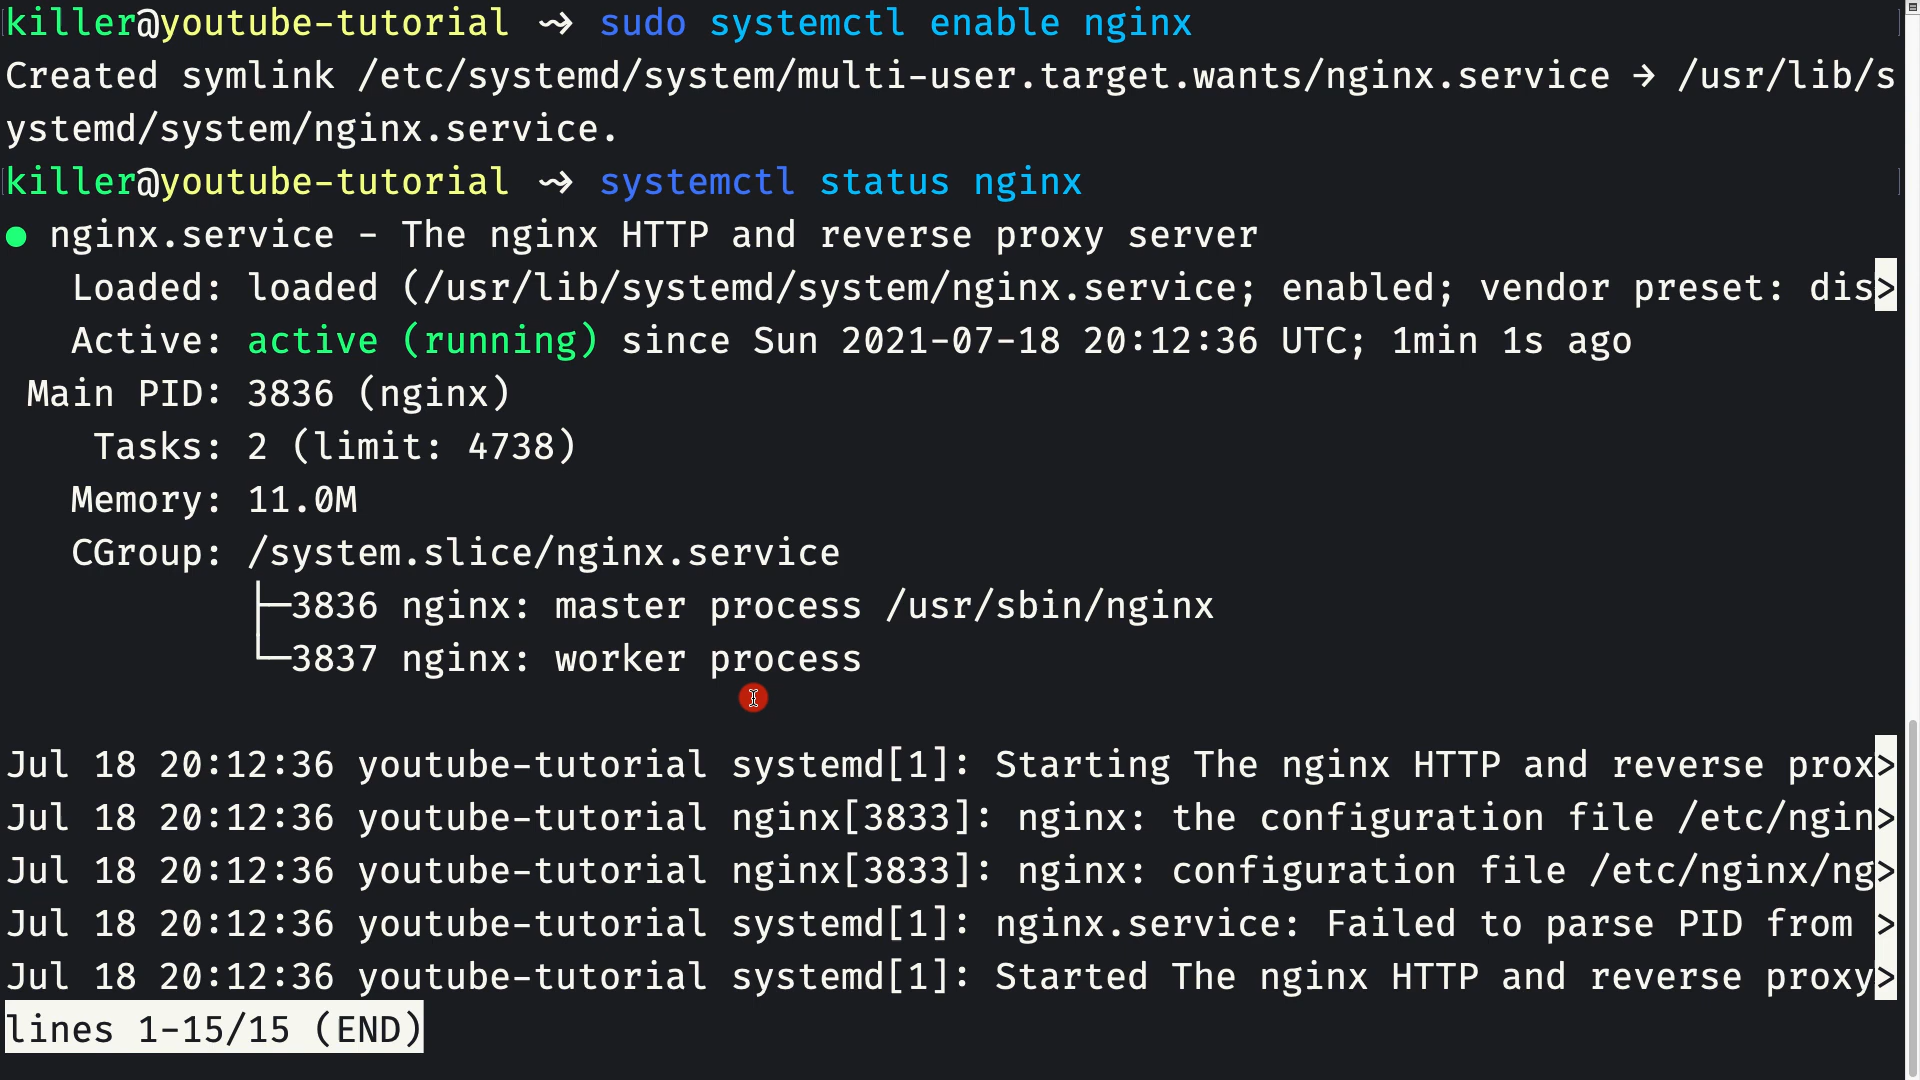 killer@youtube-tutorial ⤳ sudo systemctl enable nginx
Created symlink /etc/systemd/system/multi-user.target.wants/nginx.service → /usr/lib/s
ystemd/system/nginx.service.
killer@youtube-tutorial ⤳ systemctl status nginx
● nginx.service - The nginx HTTP and reverse proxy server
   Loaded: loaded (/usr/lib/systemd/system/nginx.service; enabled; vendor preset: dis>
   Active: active (running) since Sun 2021-07-18 20:12:36 UTC; 1min 1s ago
 Main PID: 3836 (nginx)
    Tasks: 2 (limit: 4738)
   Memory: 11.0M
   CGroup: /system.slice/nginx.service
           ├─3836 nginx: master process /usr/sbin/nginx
           └─3837 nginx: worker process
Jul 18 20:12:36 youtube-tutorial systemd[1]: Starting The nginx HTTP and reverse prox>
Jul 18 20:12:36 youtube-tutorial nginx[3833]: nginx: the configuration file /etc/ngin>
Jul 18 20:12:36 youtube-tutorial nginx[3833]: nginx: configuration file /etc/nginx/ng>
Jul 18 20:12:36 youtube-tutorial systemd[1]: nginx.service: Failed to parse PID from >
Jul 18 20:12:36 youtube-tutorial systemd[1]: Started The nginx HTTP and reverse proxy>
lines 1-15/15 (END)